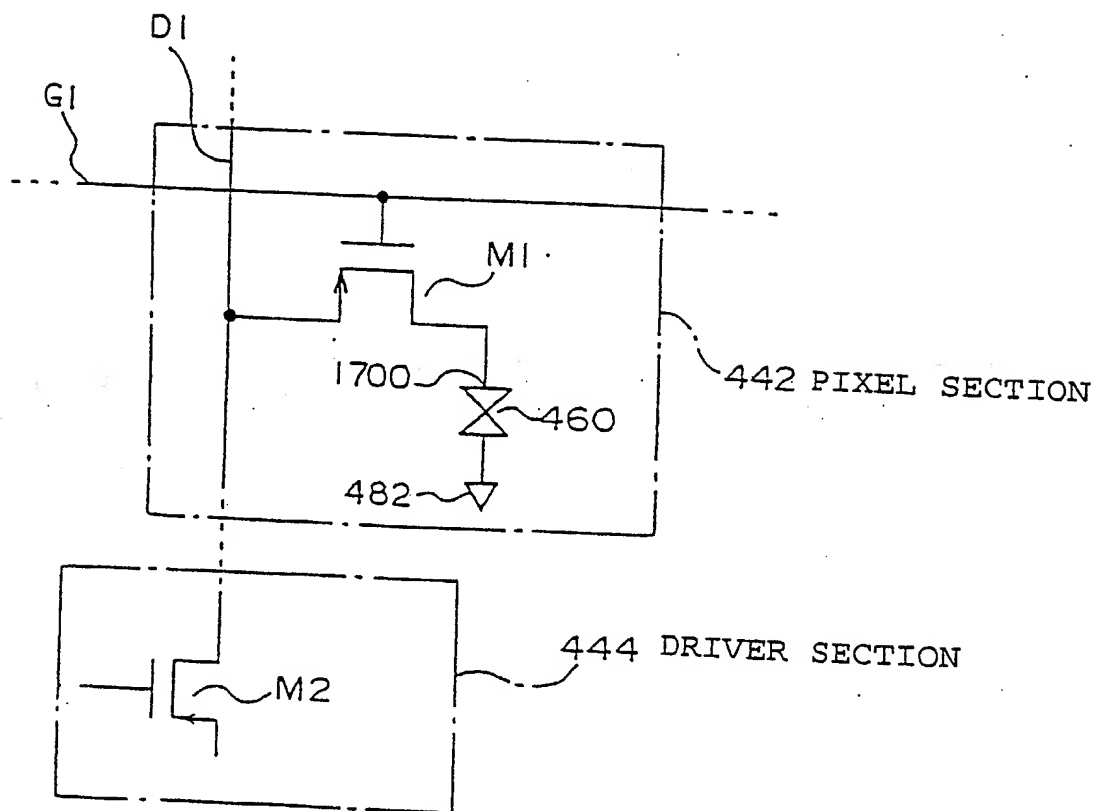 D1
G1
M1
1700
460
442 PIXEL SECTION
482
444 DRIVER SECTION
M2